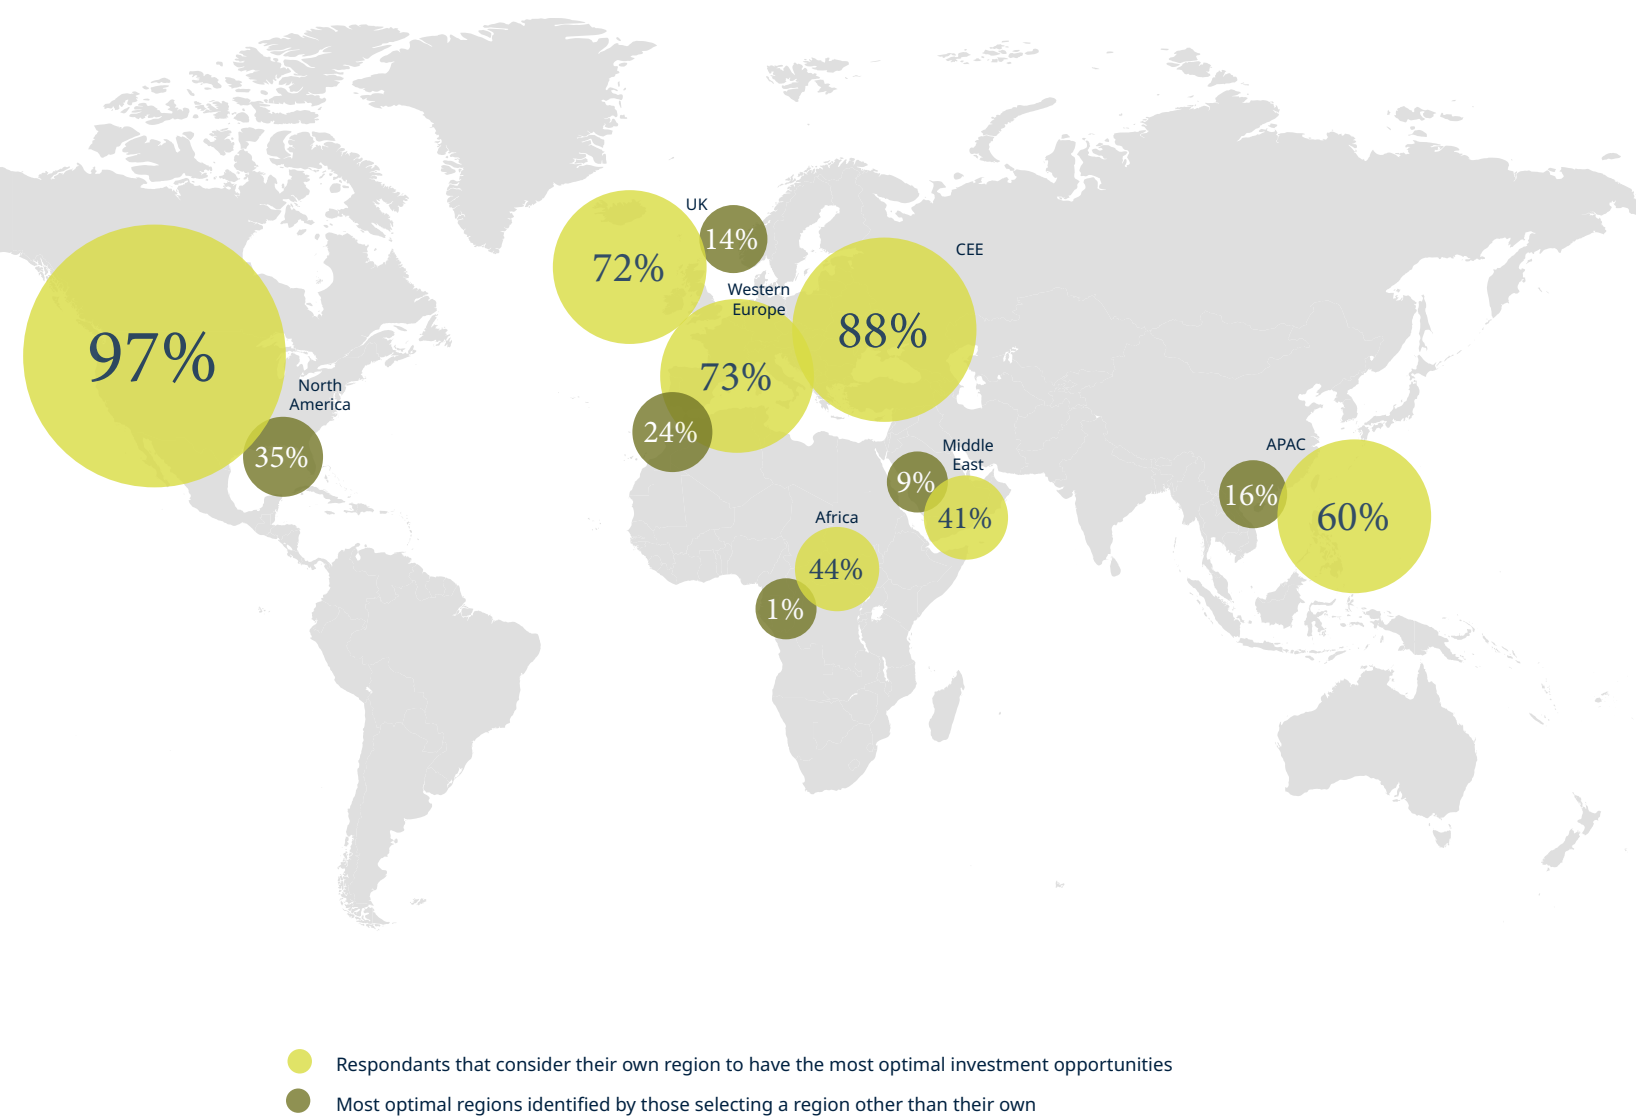 UK
14%
72%
CEE
Western
Europe
88%
97%
73%
North
America
24%
35%
Middle
East
9%
41%
APAC
16%
60%
Africa
44%
1%
Respondants that consider their own region to have the most optimal investment opportunities
Most optimal regions identified by those selecting a region other than their own